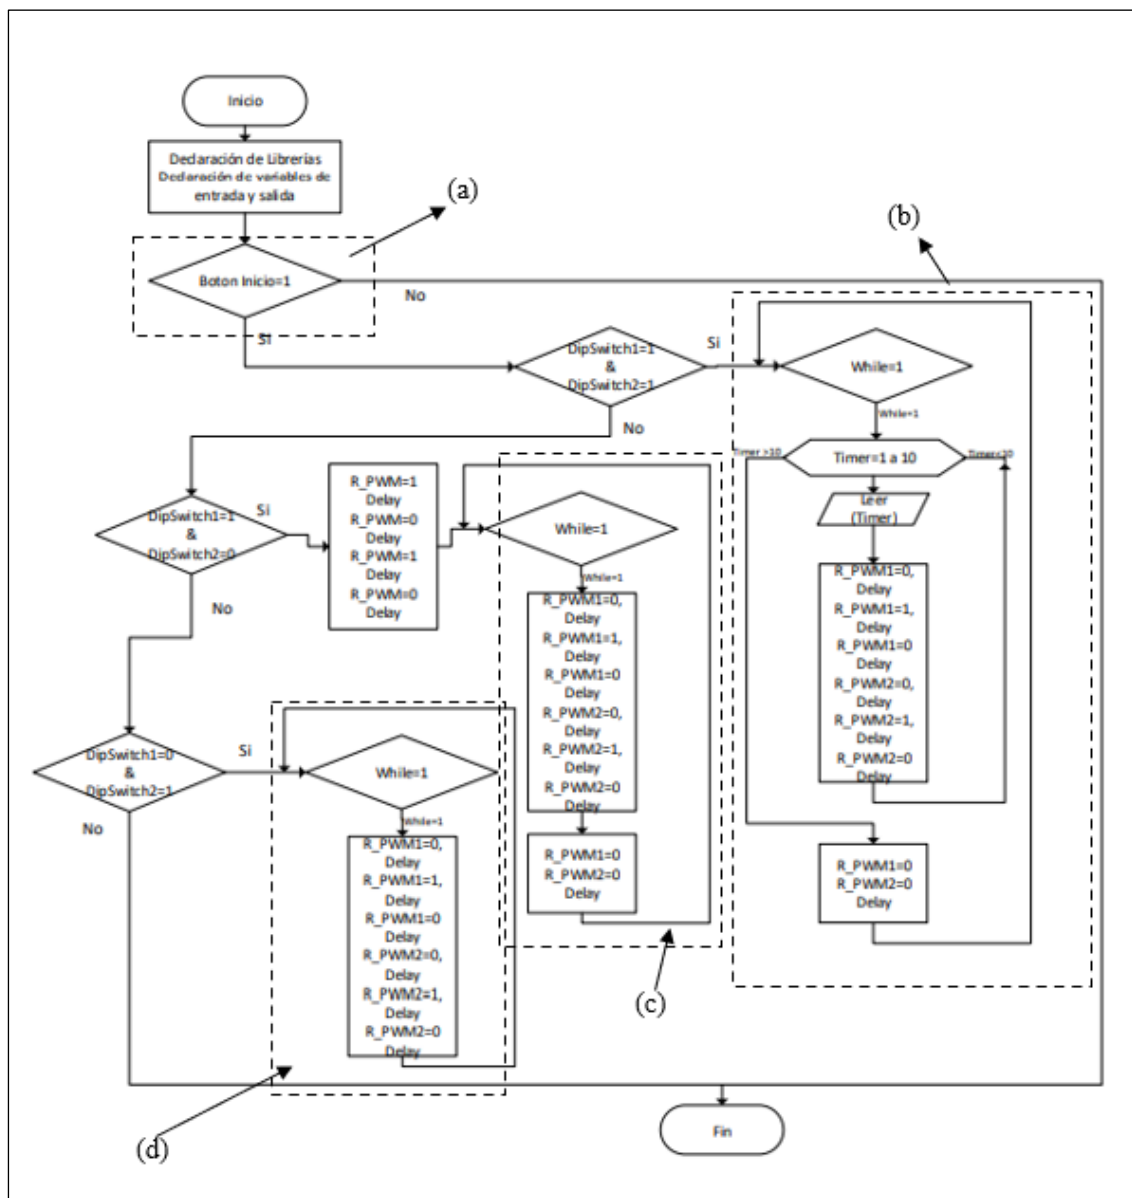 Inicio
Declaración de Librerías
Declaración de variables de
entrada y salida
(a)
(b)
Boton Inicio=1
No
Si
DipSwitch1=1
&
DipSwitch2=1
Si
No
While=1
While=1
Timer >10
Timer=1 a 10
Timer<10
Leer
(Timer)
R_PWM1=0,
Delay
R_PWM1=1,
Delay
R_PWM1=0
Delay
R_PWM2=0,
Delay
R_PWM2=1,
Delay
R_PWM2=0
Delay
R_PWM1=0
R_PWM2=0
Delay
DipSwitch1=1
&
DipSwitch2=0
Si
No
R_PWM=1
Delay
R_PWM=0
Delay
R_PWM=1
Delay
R_PWM=0
Delay
While=1
While=1
R_PWM1=0,
Delay
R_PWM1=1,
Delay
R_PWM1=0
Delay
R_PWM2=0,
Delay
R_PWM2=1,
Delay
R_PWM2=0
Delay
R_PWM1=0
R_PWM2=0
Delay
(c)
DipSwitch1=0
&
DipSwitch2=1
Si
No
While=1
While=1
R_PWM1=0,
Delay
R_PWM1=1,
Delay
R_PWM1=0
Delay
R_PWM2=0,
Delay
R_PWM2=1,
Delay
R_PWM2=0
Delay
(d)
Fin